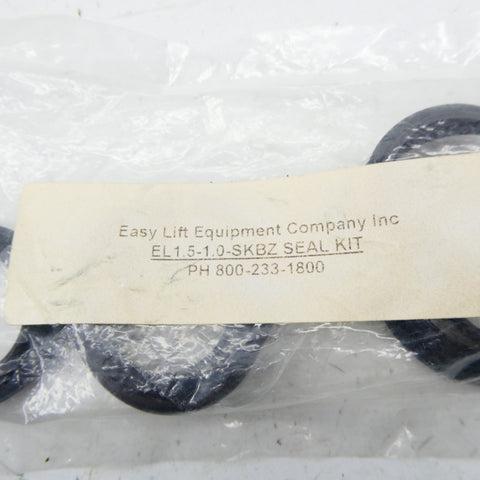 Easy Lift Equipment Company Inc
EL1.5-1.0-SKBZ SEAL KIT
PH 800-233-1800